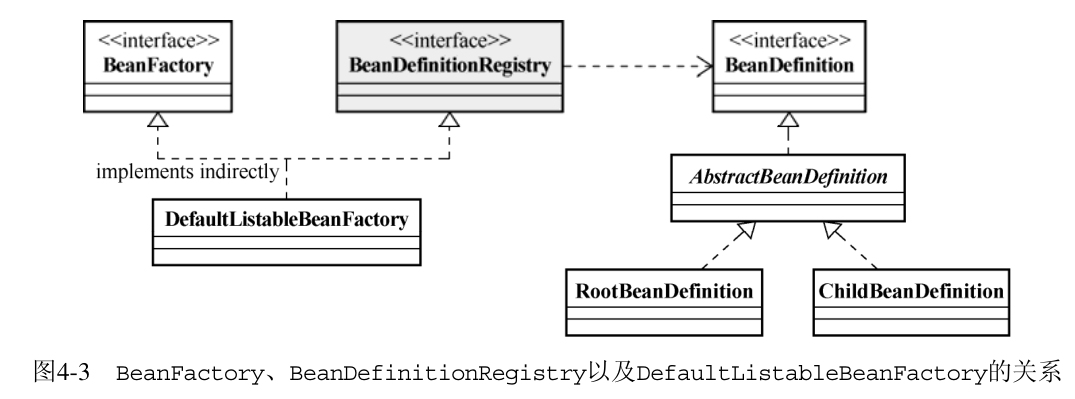 <<interface>>
BeanFactory
<<interface>>
BeanDefinitionRegistry
<<interface>>
BeanDefinition
implements indirectly
DefaultListableBeanFactory
AbstractBeanDefinition
RootBeanDefinition
ChildBeanDefinition
图4-3 BeanFactory、BeanDefinitionRegistry以及DefaultListableBeanFactory的关系